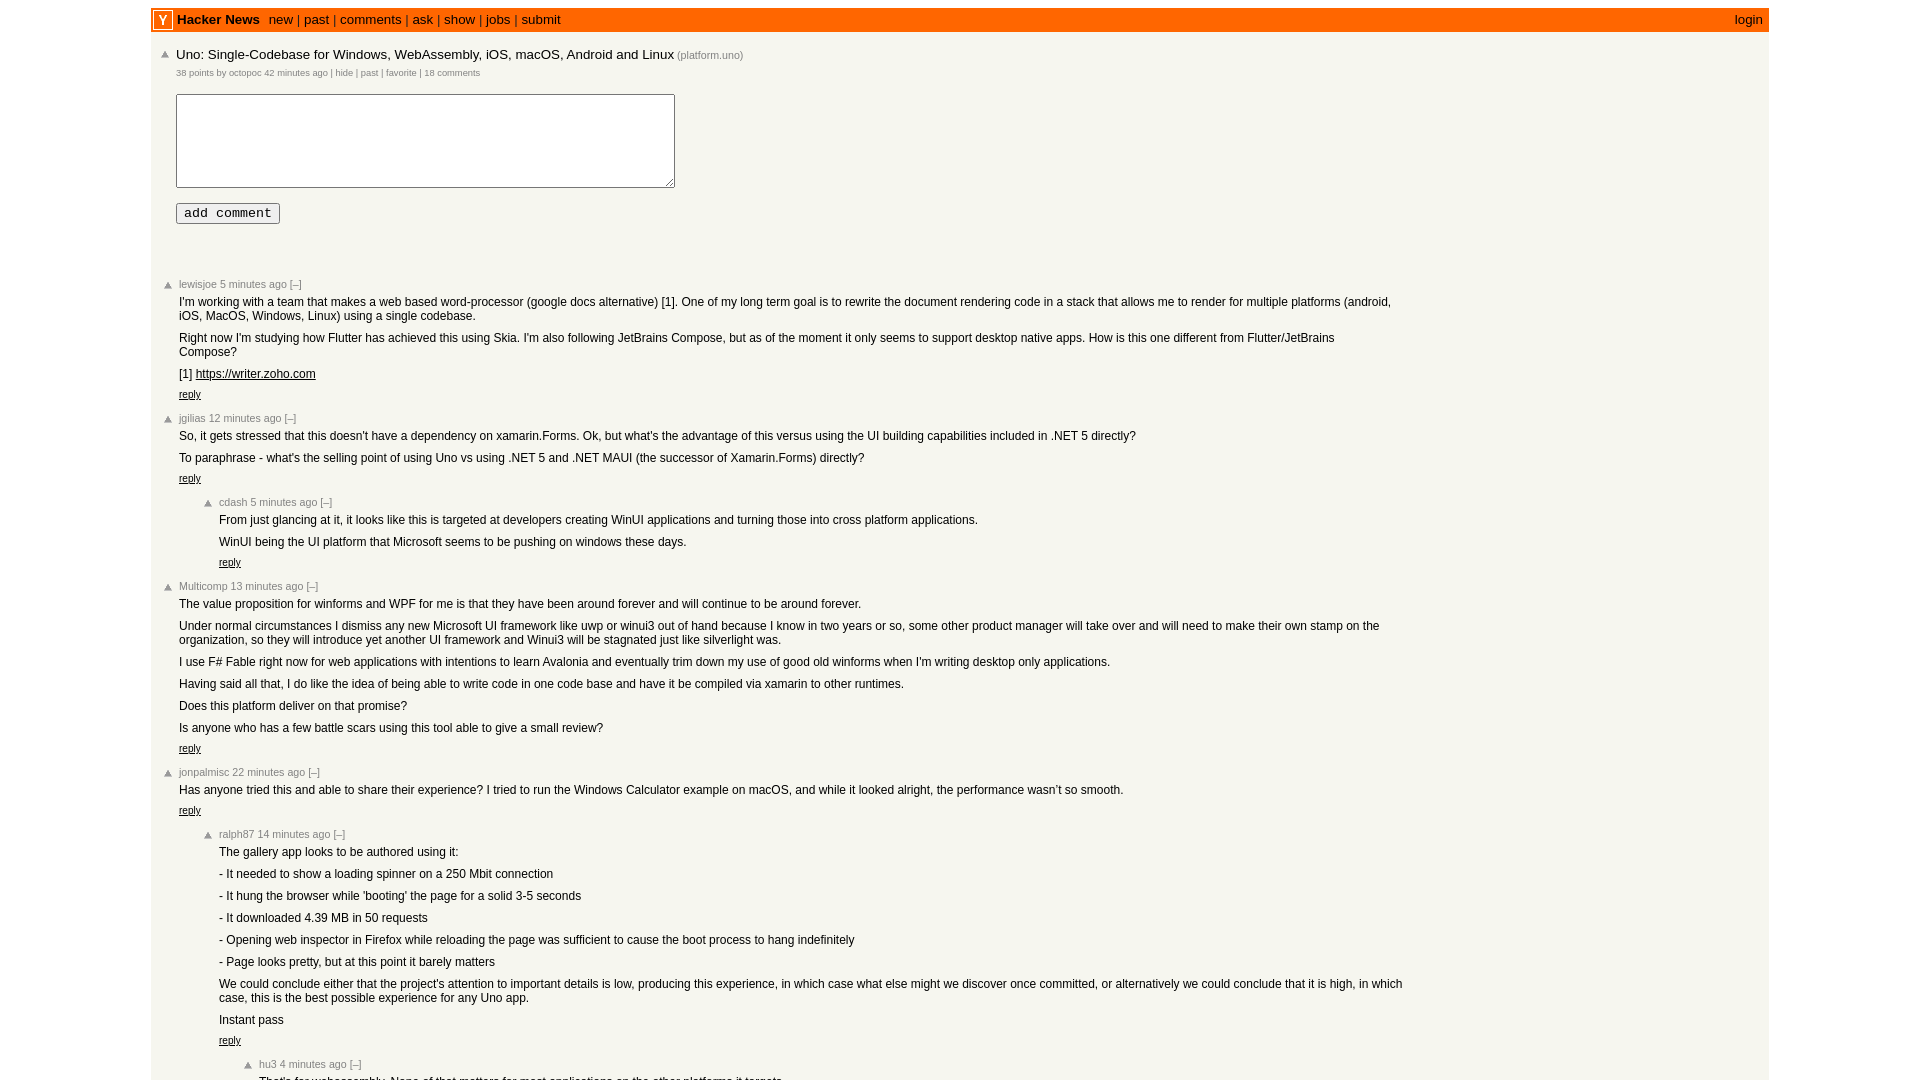 Y Hacker News new | past | comments | ask | show | jobs | submit login
Uno: Single-Codebase for Windows, WebAssembly, iOS, macOS, Android and Linux (platform.uno)
38 points by octopoc 42 minutes ago | hide | past | favorite | 18 comments
add comment
lewisjoe 5 minutes ago [–]
I'm working with a team that makes a web based word-processor (google docs alternative) [1]. One of my long term goal is to rewrite the document rendering code in a stack that allows me to render for multiple platforms (android,
iOS, MacOS, Windows, Linux) using a single codebase.
Right now I'm studying how Flutter has achieved this using Skia. I'm also following JetBrains Compose, but as of the moment it only seems to support desktop native apps. How is this one different from Flutter/JetBrains
Compose?
[1] https://writer.zoho.com
reply
jgilias 12 minutes ago [–]
So, it gets stressed that this doesn't have a dependency on xamarin.Forms. Ok, but what's the advantage of this versus using the UI building capabilities included in .NET 5 directly?
To paraphrase - what's the selling point of using Uno vs using .NET 5 and .NET MAUI (the successor of Xamarin.Forms) directly?
reply
cdash 5 minutes ago [–]
From just glancing at it, it looks like this is targeted at developers creating WinUI applications and turning those into cross platform applications.
WinUI being the UI platform that Microsoft seems to be pushing on windows these days.
reply
Multicomp 13 minutes ago [–]
The value proposition for winforms and WPF for me is that they have been around forever and will continue to be around forever.
Under normal circumstances I dismiss any new Microsoft UI framework like uwp or winui3 out of hand because I know in two years or so, some other product manager will take over and will need to make their own stamp on the
organization, so they will introduce yet another UI framework and Winui3 will be stagnated just like silverlight was.
I use F# Fable right now for web applications with intentions to learn Avalonia and eventually trim down my use of good old winforms when I'm writing desktop only applications.
Having said all that, I do like the idea of being able to write code in one code base and have it be compiled via xamarin to other runtimes.
Does this platform deliver on that promise?
Is anyone who has a few battle scars using this tool able to give a small review?
reply
jonpalmisc 22 minutes ago [–]
Has anyone tried this and able to share their experience? I tried to run the Windows Calculator example on macOS, and while it looked alright, the performance wasn’t so smooth.
reply
ralph87 14 minutes ago [–]
The gallery app looks to be authored using it:
- It needed to show a loading spinner on a 250 Mbit connection
- It hung the browser while 'booting' the page for a solid 3-5 seconds
- It downloaded 4.39 MB in 50 requests
- Opening web inspector in Firefox while reloading the page was sufficient to cause the boot process to hang indefinitely
- Page looks pretty, but at this point it barely matters
We could conclude either that the project's attention to important details is low, producing this experience, in which case what else might we discover once committed, or alternatively we could conclude that it is high, in which
case, this is the best possible experience for any Uno app.
Instant pass
reply
hu3 4 minutes ago [–]
That's for webassembly. None of that matters for most applications on the other platforms it targets.